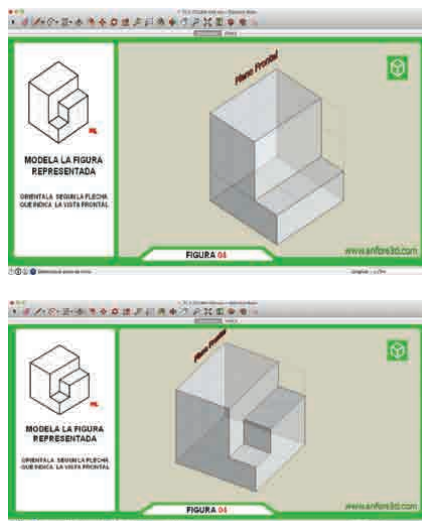 Plano Frontal
MODELA LA FIGURA
REPRESENTADA
ORIENTALA SEGUN LA FLECHA
QUE INDICA LA VISTA FRONTAL
FIGURA 04
www.anfore3d.com
Plano Frontal
MODELA LA FIGURA
REPRESENTADA
ORIENTALA SEGUN LA FLECHA
QUE INDICA LA VISTA FRONTAL
FIGURA 04
www.anfore3d.com